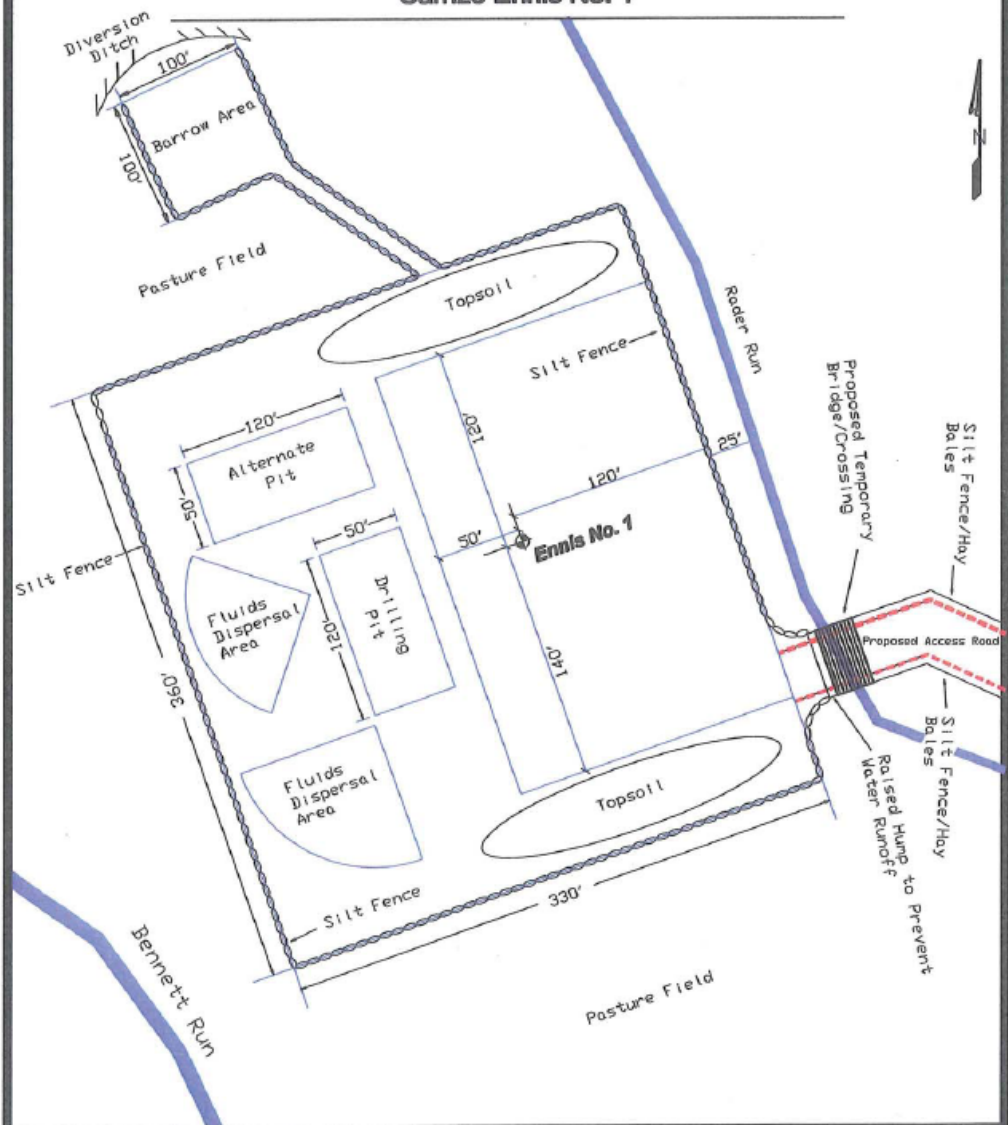 Ennis No. 1
Diversion
Ditch
100'
Barrow Area
100'
N
Pasture Field
Topsoil
Rader Run
Silt Fence
Proposed Temporary
Bridge/Crossing
Silt Fence/Hay
Bales
120'
120'
25'
Alternate
Pit
50'
120'
50'
50'
Ennis No. 1
Silt Fence
Drilling
Pit
Fluids
Dispersal
Area
120'
Proposed Access Road
140'
360'
Silt Fence/Hay
Bales
Raised Hump to Prevent
Water Runoff
Fluids
Dispersal
Area
Topsoil
330'
Silt Fence
Bennett Run
Pasture Field